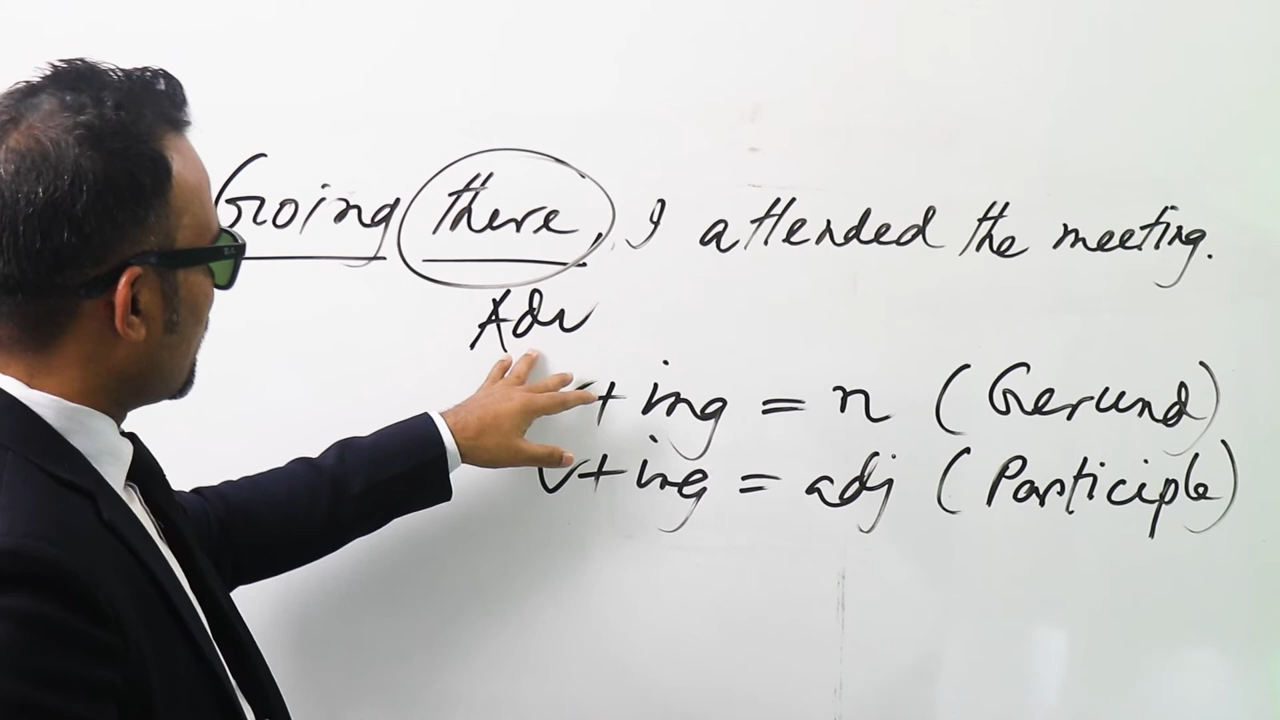 Going there, I attended the meeting.
Adv
+ ing = n (Gerund)
v + ing = adj (Participle)